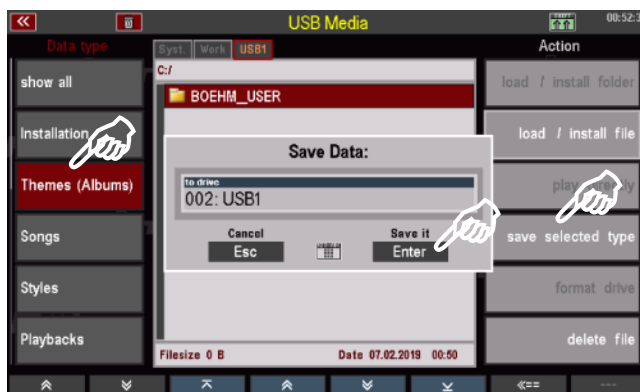 USB Media
00:52:3
Data type
Syst.
Work
USB1
Action
C:/
show all
BOEHM_USER
load / install folder
Installation
load / install file
Save Data:
Themes (Albums)
to drive
002: USB1
play
Songs
Cancel
Save it
save selected type
Esc
Enter
Styles
format drive
Playbacks
Filesize 0 B
Date 07.02.2019 00:50
delete file
<<==
---